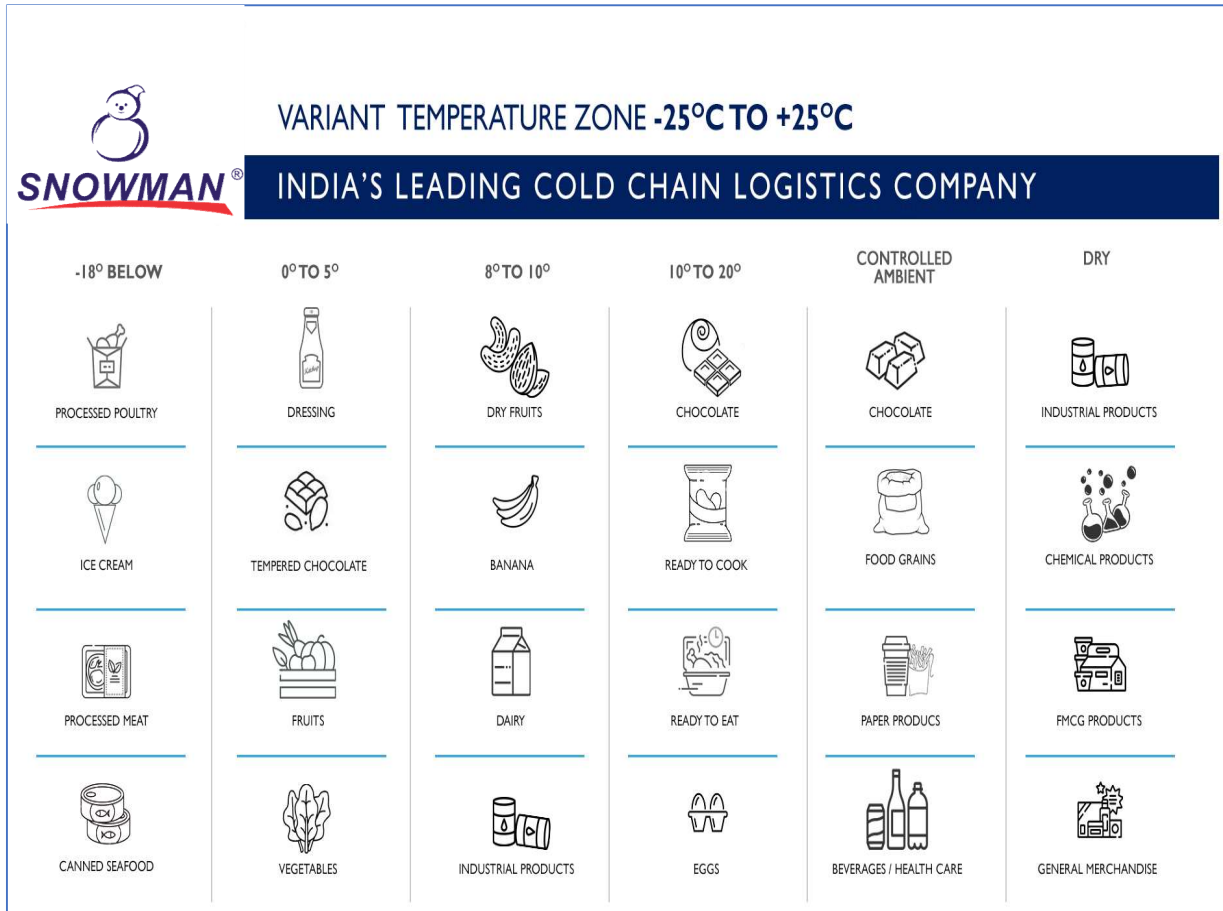 VARIANT TEMPERATURE ZONE -25°C TO +25°C
SNOWMAN®
INDIA'S LEADING COLD CHAIN LOGISTICS COMPANY
-18° BELOW
0° TO 5°
8° TO 10°
10° TO 20°
CONTROLLED
AMBIENT
DRY
PROCESSED POULTRY
DRESSING
DRY FRUITS
CHOCOLATE
CHOCOLATE
INDUSTRIAL PRODUCTS
ICE CREAM
TEMPERED CHOCOLATE
BANANA
READY TO COOK
FOOD GRAINS
CHEMICAL PRODUCTS
PROCESSED MEAT
FRUITS
DAIRY
READY TO EAT
PAPER PRODUCS
FMCG PRODUCTS
CANNED SEAFOOD
VEGETABLES
INDUSTRIAL PRODUCTS
EGGS
BEVERAGES / HEALTH CARE
GENERAL MERCHANDISE